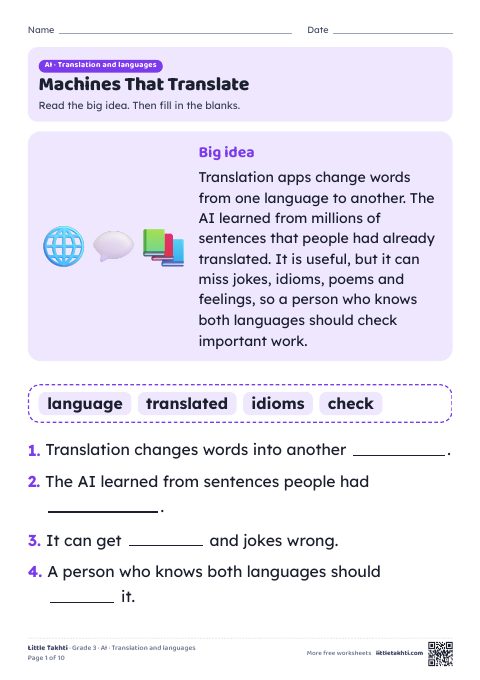 Name Date
AI · Translation and languages
Machines That Translate
Read the big idea. Then fill in the blanks.
Big idea
Translation apps change words
from one language to another. The
AI learned from millions of
sentences that people had already
translated. It is useful, but it can
miss jokes, idioms, poems and
feelings, so a person who knows
both languages should check
important work.
language translated idioms check
1. Translation changes words into another ____________.
2. The AI learned from sentences people had
____________.
3. It can get ____________ and jokes wrong.
4. A person who knows both languages should
____________ it.
Little Takhti · Grade 3 · AI · Translation and languages
Page 1 of 10
More free worksheets littletakhti.com